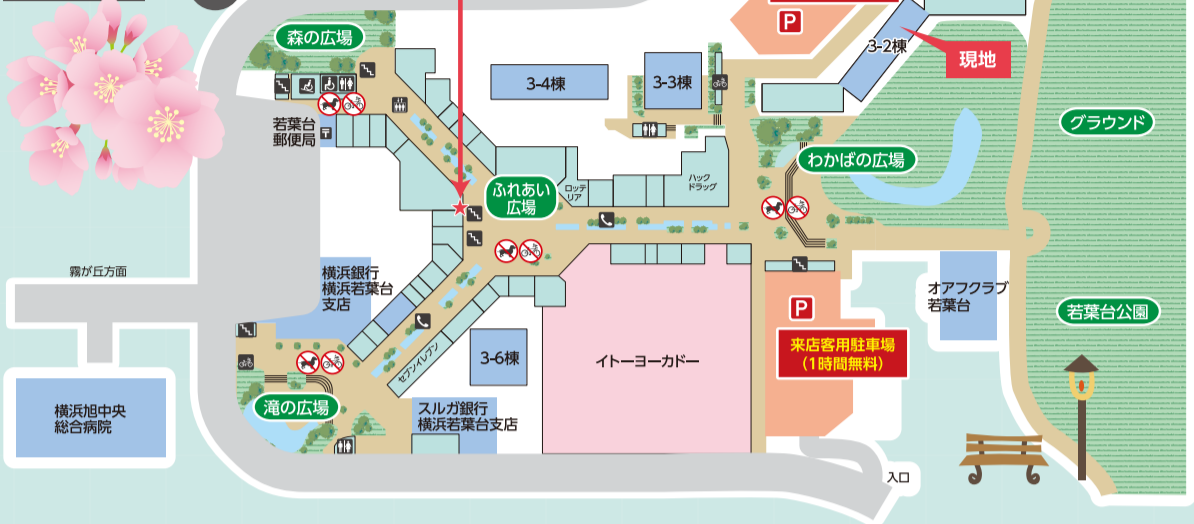 P
3-2棟
現地
森の広場
3-4棟
3-3棟
若葉台
郵便局
〒
グラウンド
わかばの広場
ふれあい
広場
ロッテ
リア
ハック
ドラッグ
霧が丘方面
横浜銀行
横浜若葉台
支店
オアフクラブ
若葉台
若葉台公園
P
来店客用駐車場
(1時間無料)
3-6棟
セブンイレブン
イトーヨーカドー
滝の広場
スルガ銀行
横浜若葉台支店
横浜旭中央
総合病院
入口